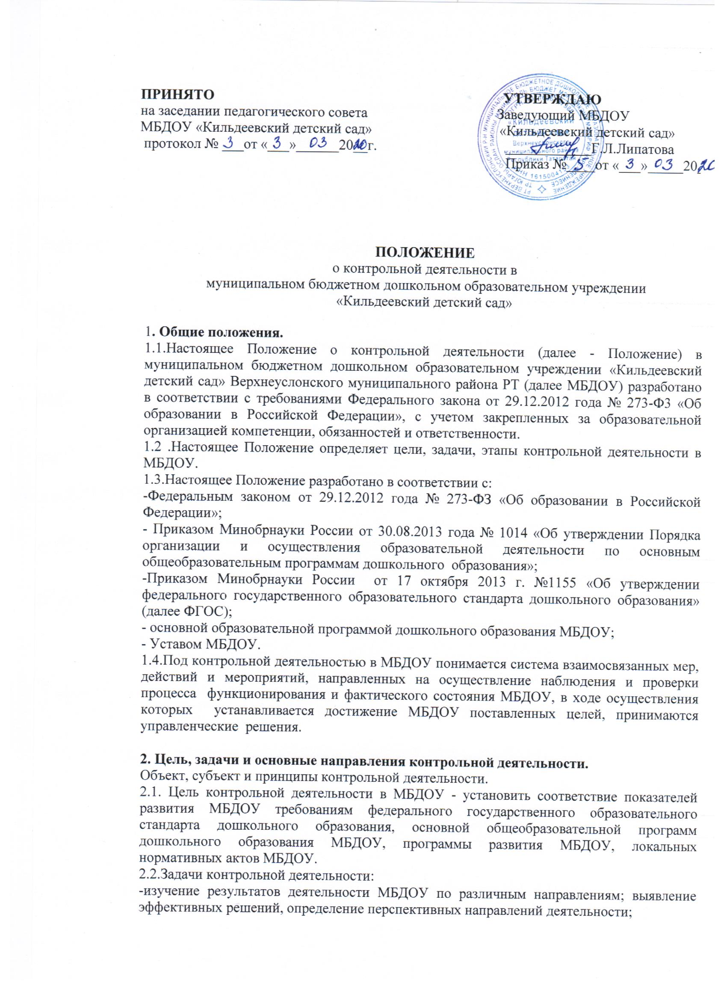 ПРИНЯТО
на заседании педагогического совета
МБДОУ «Кильдеевский детский сад»
протокол № 3 от «3» 03 2020 г.
УТВЕРЖДАЮ
Заведующий МБДОУ
«Кильдеевский детский сад»
Г.Л.Липатова
Приказ № 5 от «3» 03 2020
«Кильдеевский
детский сад»
Верхнеуслонского
муниципального района
Республики Татарстан
ПОЛОЖЕНИЕ
о контрольной деятельности в
муниципальном бюджетном дошкольном образовательном учреждении
«Кильдеевский детский сад»
1. Общие положения.
1.1.Настоящее Положение о контрольной деятельности (далее - Положение) в
муниципальном бюджетном дошкольном образовательном учреждении «Кильдеевский
детский сад» Верхнеуслонского муниципального района РТ (далее МБДОУ) разработано
в соответствии с требованиями Федерального закона от 29.12.2012 года № 273-ФЗ «Об
образовании в Российской Федерации», с учетом закрепленных за образовательной
организацией компетенции, обязанностей и ответственности.
1.2 .Настоящее Положение определяет цели, задачи, этапы контрольной деятельности в
МБДОУ.
1.3.Настоящее Положение разработано в соответствии с:
-Федеральным законом от 29.12.2012 года № 273-ФЗ «Об образовании в Российской
Федерации»;
- Приказом Минобрнауки России от 30.08.2013 года № 1014 «Об утверждении Порядка
организации и осуществления образовательной деятельности по основным
общеобразовательным программам дошкольного образования»;
-Приказом Минобрнауки России от 17 октября 2013 г. №1155 «Об утверждении
федерального государственного образовательного стандарта дошкольного образования»
(далее ФГОС);
- основной образовательной программой дошкольного образования МБДОУ;
- Уставом МБДОУ.
1.4.Под контрольной деятельностью в МБДОУ понимается система взаимосвязанных мер,
действий и мероприятий, направленных на осуществление наблюдения и проверки
процесса функционирования и фактического состояния МБДОУ, в ходе осуществления
которых устанавливается достижение МБДОУ поставленных целей, принимаются
управленческие решения.
2. Цель, задачи и основные направления контрольной деятельности.
Объект, субъект и принципы контрольной деятельности.
2.1. Цель контрольной деятельности в МБДОУ - установить соответствие показателей
развития МБДОУ требованиям федерального государственного образовательного
стандарта дошкольного образования, основной общеобразовательной программ
дошкольного образования МБДОУ, программы развития МБДОУ, локальных
нормативных актов МБДОУ.
2.2.Задачи контрольной деятельности:
-изучение результатов деятельности МБДОУ по различным направлениям; выявление
эффективных решений, определение перспективных направлений деятельности;